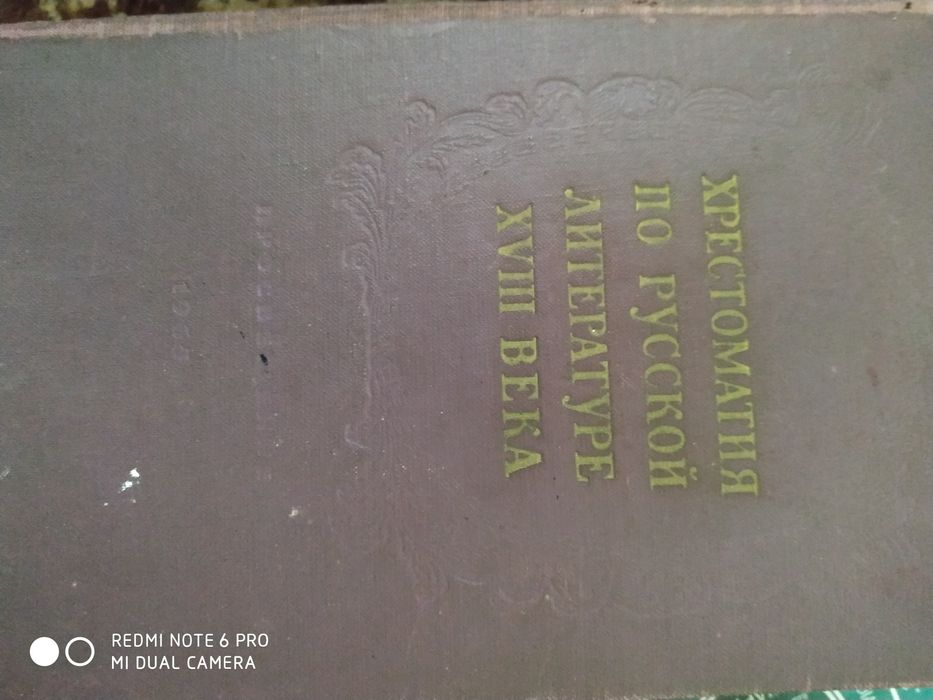 ХРЕСТОМАТИЯ
ПО РУССКОЙ
ЛИТЕРАТУРЕ
XVIII ВЕКА
REDMI NOTE 6 PRO
MI DUAL CAMERA